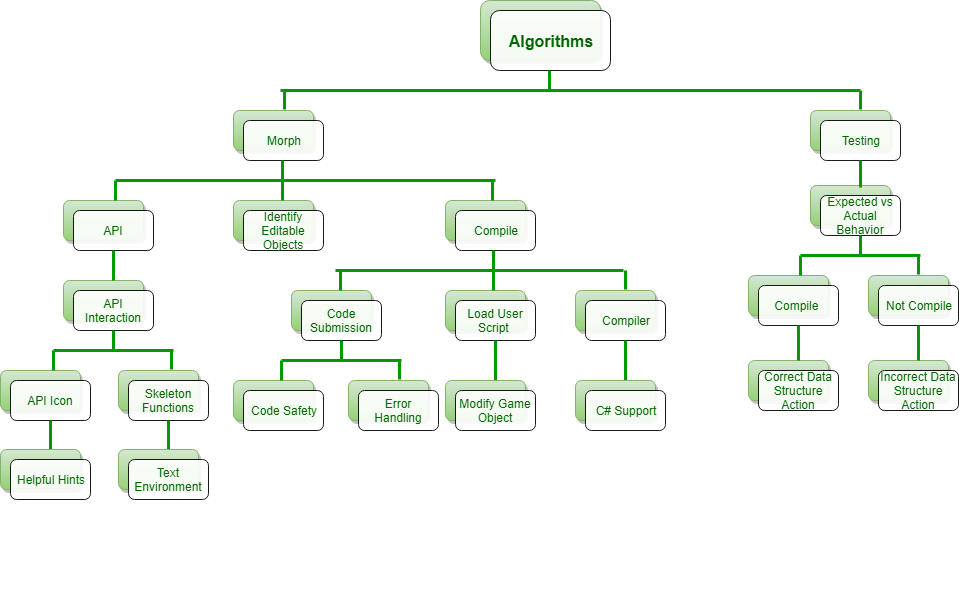 Algorithms
Morph
Testing
API
Identify
Editable
Objects
Compile
Expected vs
Actual
Behavior
API
Interaction
Code
Submission
Load User
Script
Compiler
Compile
Not Compile
API Icon
Skeleton
Functions
Code Safety
Error
Handling
Modify Game
Object
C# Support
Correct Data
Structure
Action
Incorrect Data
Structure
Action
Helpful Hints
Text
Environment